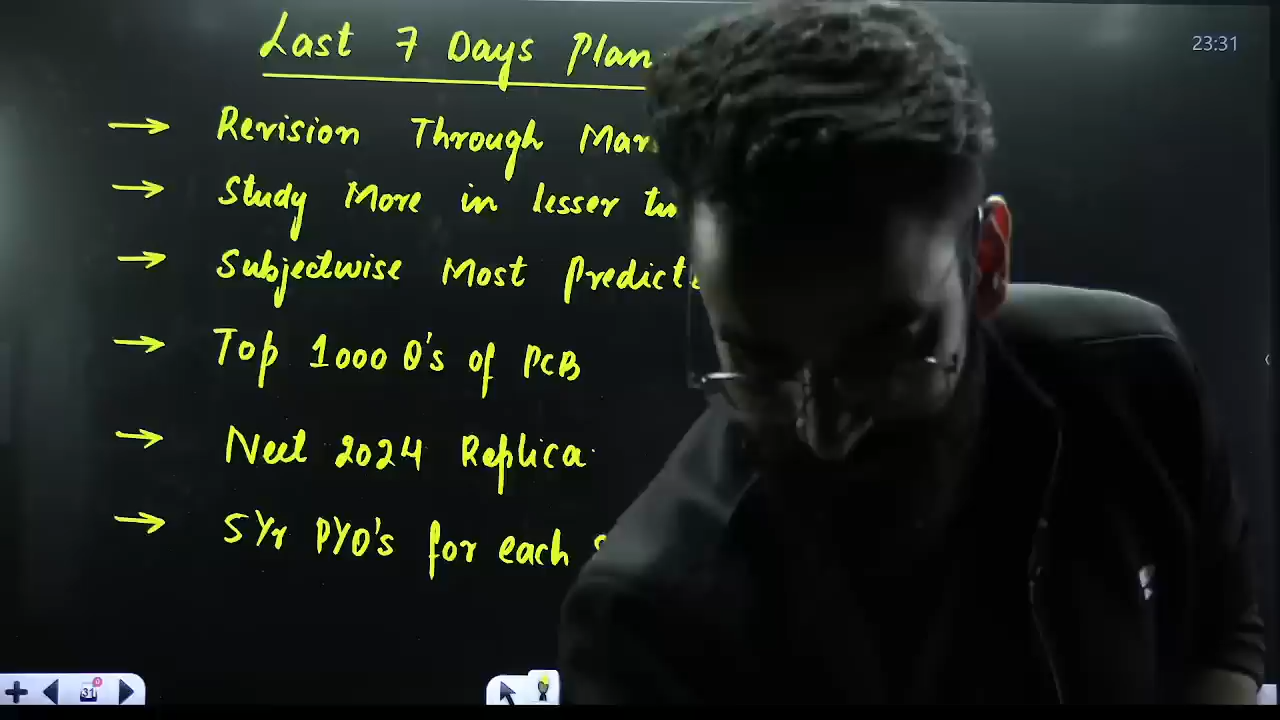 Last 7 Days Plan
23:31
→ Revision Through
→ Study More in lesser
→ Subjectwise Most
→ Top 1000 Q's of PCB
→ Neet 2024 Replica
→ 5Yr PYQ's for each
31